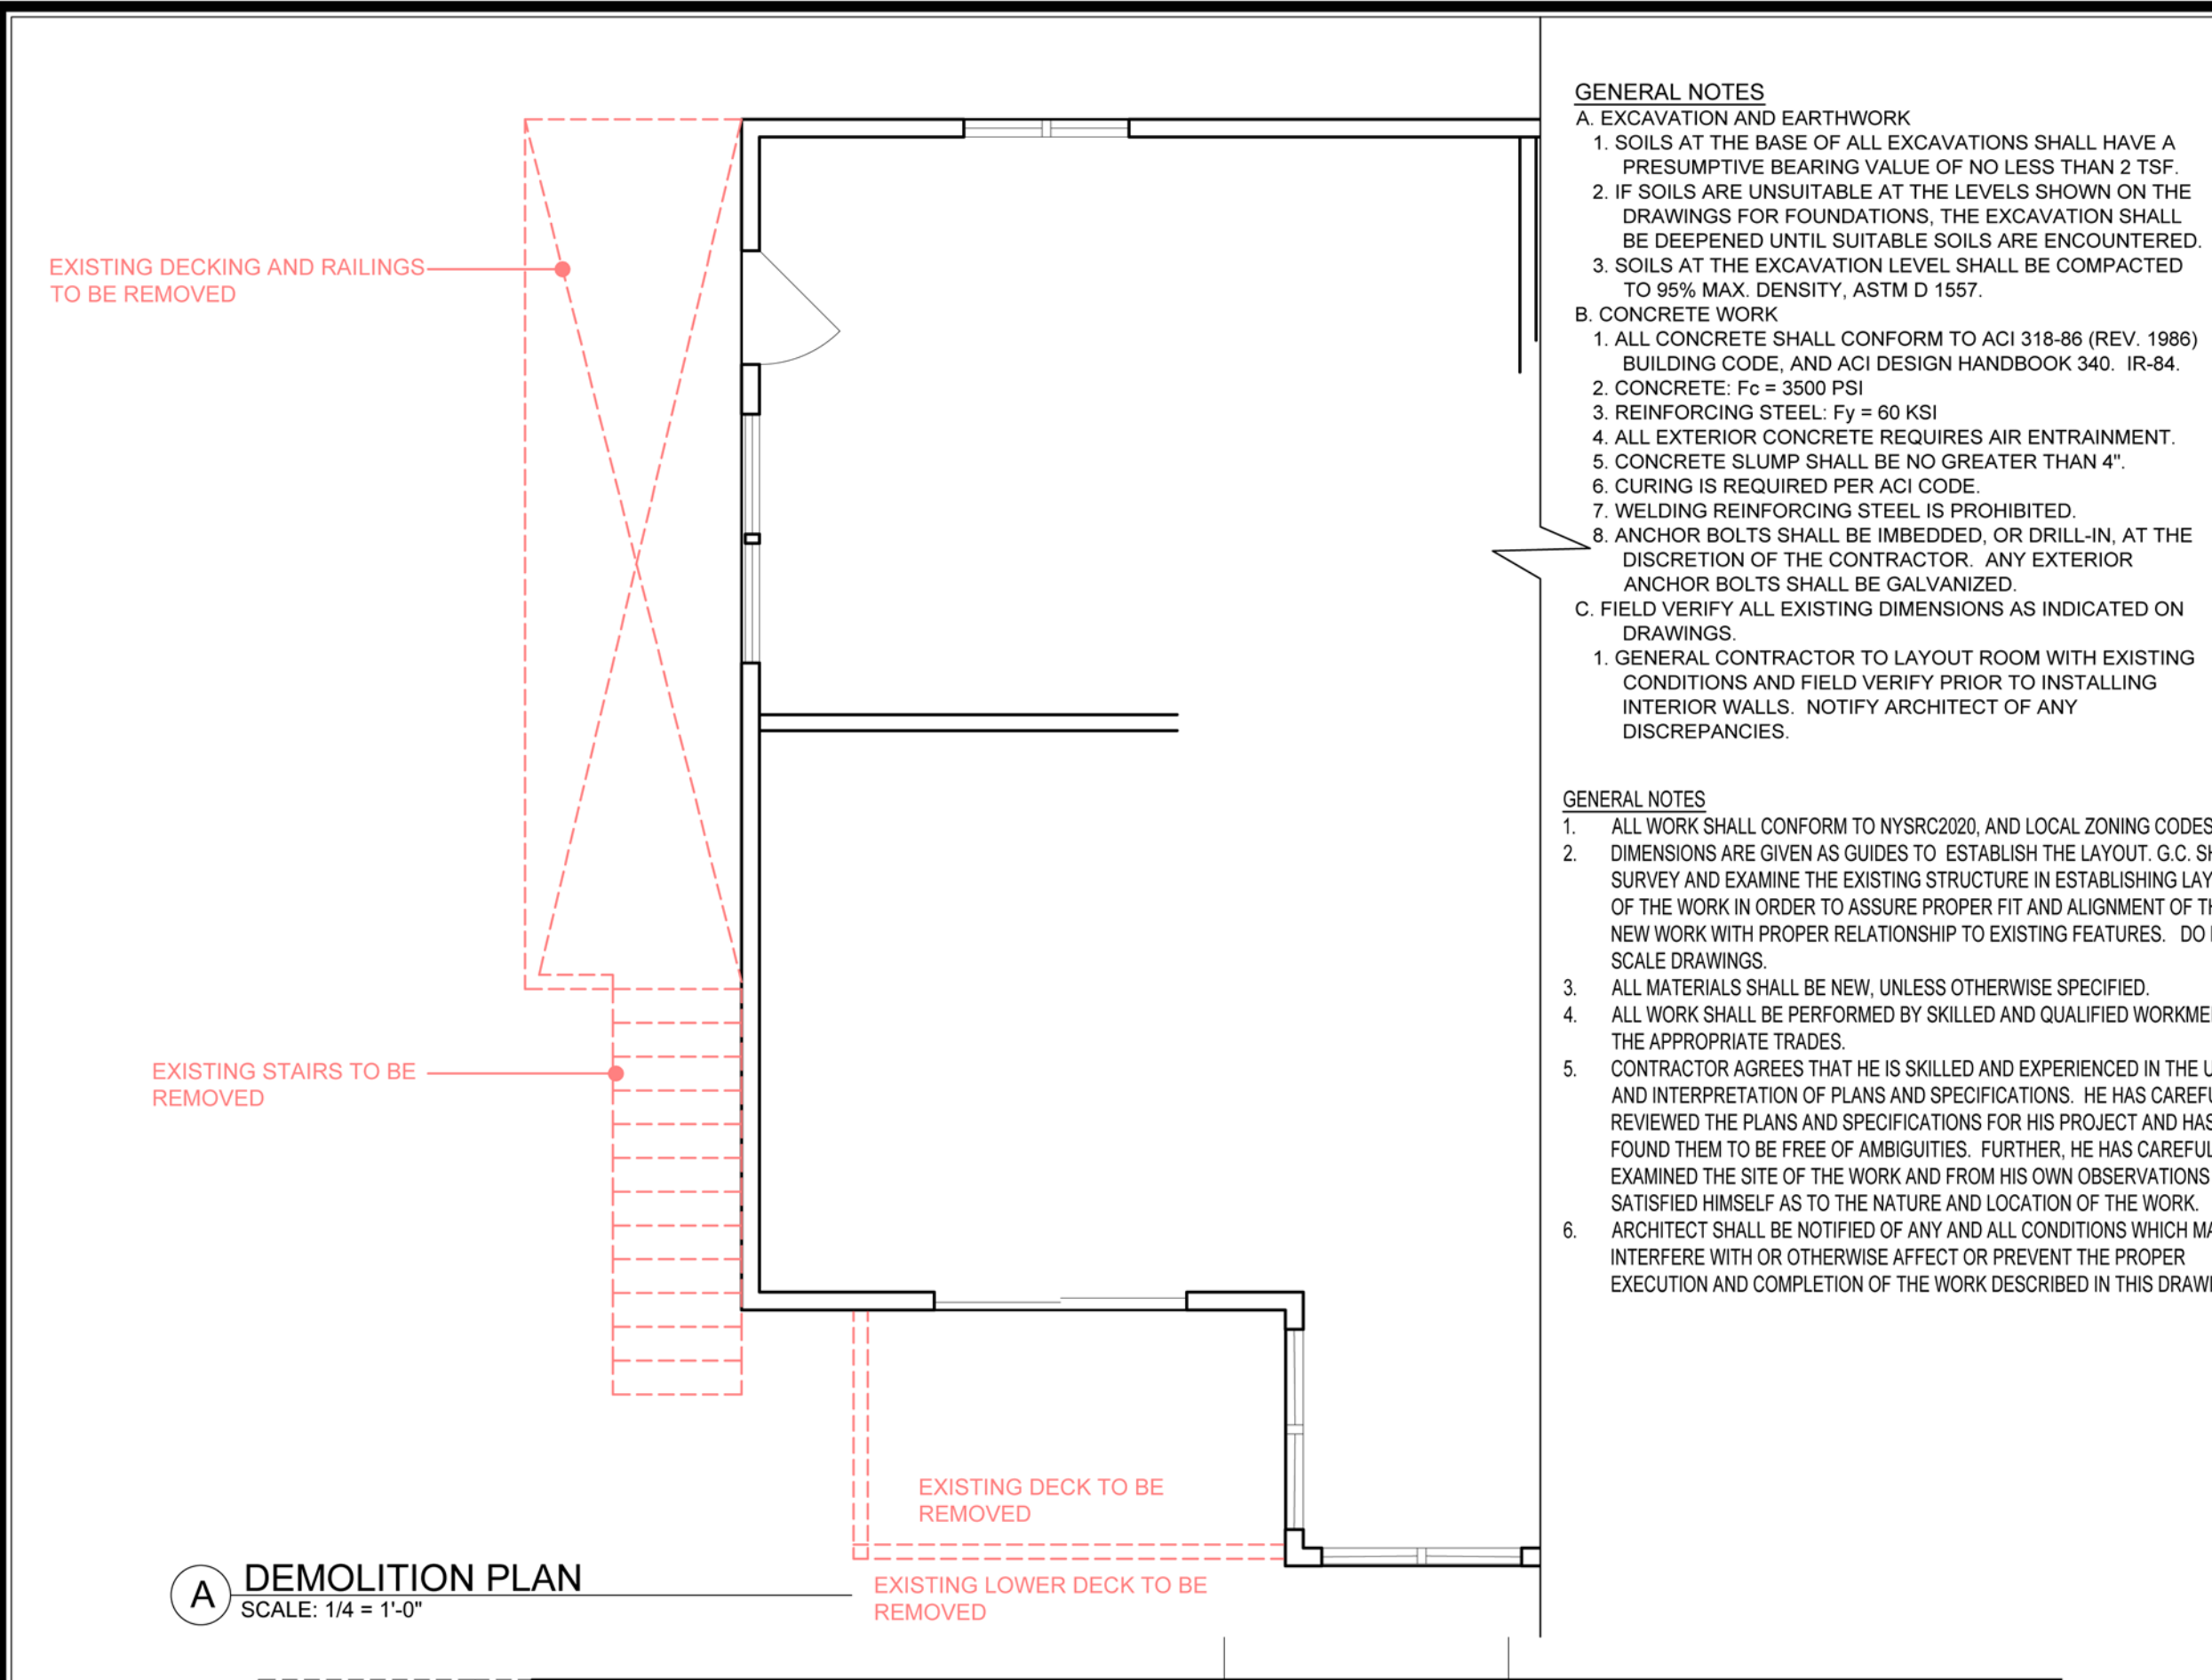 EXISTING DECKING AND RAILINGS
TO BE REMOVED
EXISTING STAIRS TO BE
REMOVED
EXISTING DECK TO BE
REMOVED
EXISTING LOWER DECK TO BE
REMOVED
A
DEMOLITION PLAN
SCALE: 1/4 = 1'-0"
GENERAL NOTES
A. EXCAVATION AND EARTHWORK
1. SOILS AT THE BASE OF ALL EXCAVATIONS SHALL HAVE A
PRESUMPTIVE BEARING VALUE OF NO LESS THAN 2 TSF.
2. IF SOILS ARE UNSUITABLE AT THE LEVELS SHOWN ON THE
DRAWINGS FOR FOUNDATIONS, THE EXCAVATION SHALL
BE DEEPENED UNTIL SUITABLE SOILS ARE ENCOUNTERED.
3. SOILS AT THE EXCAVATION LEVEL SHALL BE COMPACTED
TO 95% MAX. DENSITY, ASTM D 1557.
B. CONCRETE WORK
1. ALL CONCRETE SHALL CONFORM TO ACI 318-86 (REV. 1986)
BUILDING CODE, AND ACI DESIGN HANDBOOK 340. IR-84.
2. CONCRETE: Fc = 3500 PSI
3. REINFORCING STEEL: Fy = 60 KSI
4. ALL EXTERIOR CONCRETE REQUIRES AIR ENTRAINMENT.
5. CONCRETE SLUMP SHALL BE NO GREATER THAN 4".
6. CURING IS REQUIRED PER ACI CODE.
7. WELDING REINFORCING STEEL IS PROHIBITED.
8. ANCHOR BOLTS SHALL BE IMBEDDED, OR DRILL-IN, AT THE
DISCRETION OF THE CONTRACTOR. ANY EXTERIOR
ANCHOR BOLTS SHALL BE GALVANIZED.
C. FIELD VERIFY ALL EXISTING DIMENSIONS AS INDICATED ON
DRAWINGS.
1. GENERAL CONTRACTOR TO LAYOUT ROOM WITH EXISTING
CONDITIONS AND FIELD VERIFY PRIOR TO INSTALLING
INTERIOR WALLS. NOTIFY ARCHITECT OF ANY
DISCREPANCIES.
GENERAL NOTES
1. ALL WORK SHALL CONFORM TO NYSRC2020, AND LOCAL ZONING CODES
2. DIMENSIONS ARE GIVEN AS GUIDES TO ESTABLISH THE LAYOUT. G.C.
SURVEY AND EXAMINE THE EXISTING STRUCTURE IN ESTABLISHING
OF THE WORK IN ORDER TO ASSURE PROPER FIT AND ALIGNMENT OF
NEW WORK WITH PROPER RELATIONSHIP TO EXISTING FEATURES. DO
SCALE DRAWINGS.
3. ALL MATERIALS SHALL BE NEW, UNLESS OTHERWISE SPECIFIED.
4. ALL WORK SHALL BE PERFORMED BY SKILLED AND QUALIFIED
THE APPROPRIATE TRADES.
5. CONTRACTOR AGREES THAT HE IS SKILLED AND EXPERIENCED IN THE
AND INTERPRETATION OF PLANS AND SPECIFICATIONS. HE HAS
REVIEWED THE PLANS AND SPECIFICATIONS FOR HIS PROJECT AND HAS
FOUND THEM TO BE FREE OF AMBIGUITIES. FURTHER, HE HAS
EXAMINED THE SITE OF THE WORK AND FROM HIS OWN OBSERVATIONS
SATISFIED HIMSELF AS TO THE NATURE AND LOCATION OF THE WORK.
6. ARCHITECT SHALL BE NOTIFIED OF ANY AND ALL CONDITIONS WHICH
INTERFERE WITH OR OTHERWISE AFFECT OR PREVENT THE PROPER
EXECUTION AND COMPLETION OF THE WORK DESCRIBED IN THIS